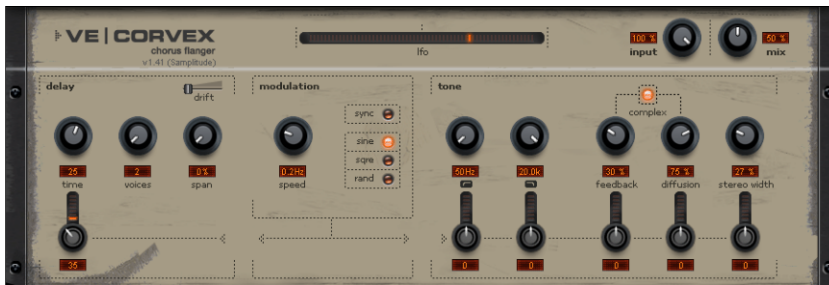 VE | CORVEX
chorus flanger
v1.41 (Samplitude)
lfo
100 %
input
50 %
mix
delay
drift
modulation
tone
complex
sync
sine
sqre
rand
25
2
0%
0.2Hz
50Hz
20.0k
30 %
75 %
27 %
time
voices
span
speed
feedback
diffusion
stereo width
35
0
0
0
0
0